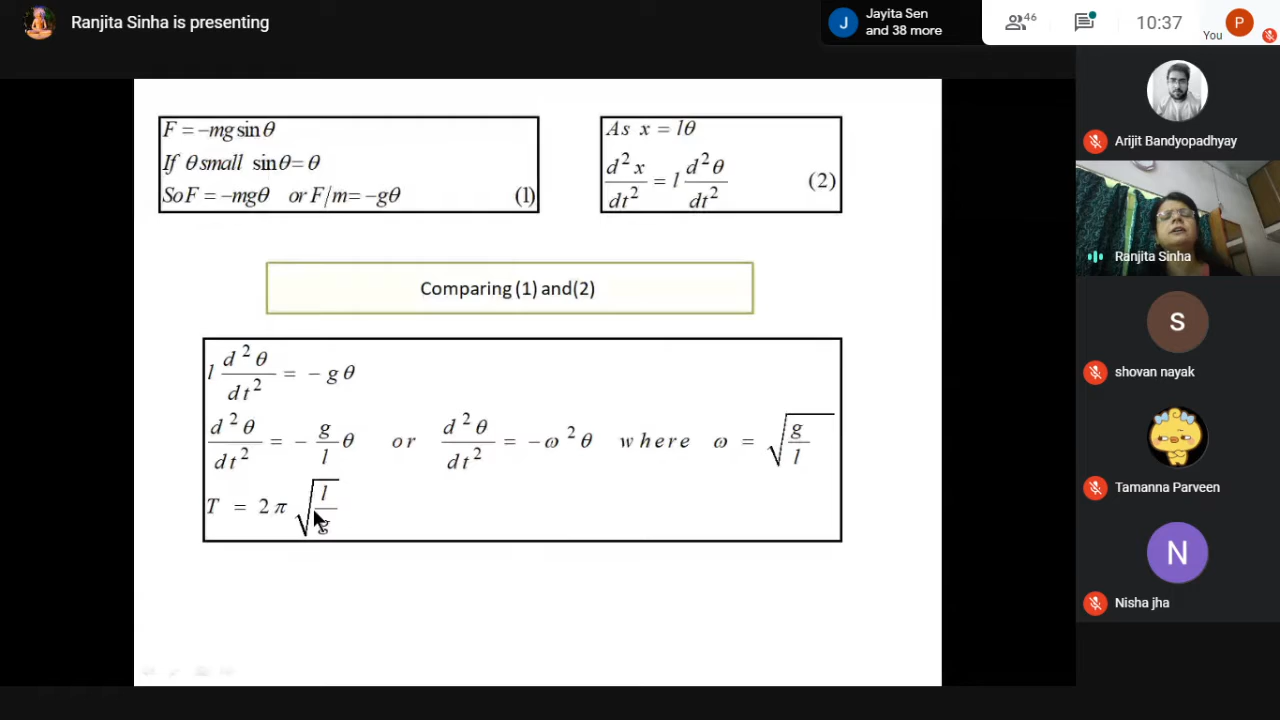 Ranjita Sinha is presenting
J
Jayita Sen
and 38 more
46
10:37
You
P
F = −mg sin θ
If θ small sin θ = θ
So F = −mgθ or F/m = −gθ (1)
As x = lθ
d²x/dt² = l d²θ/dt² (2)
Comparing (1) and(2)
l d²θ/dt² = − g θ
d²θ/dt² = − g/l θ or d²θ/dt² = −ω²θ where ω = √(g/l)
T = 2π √(l/g)
Arijit Bandyopadhyay
Ranjita Sinha
S
shovan nayak
Tamanna Parveen
N
Nisha jha